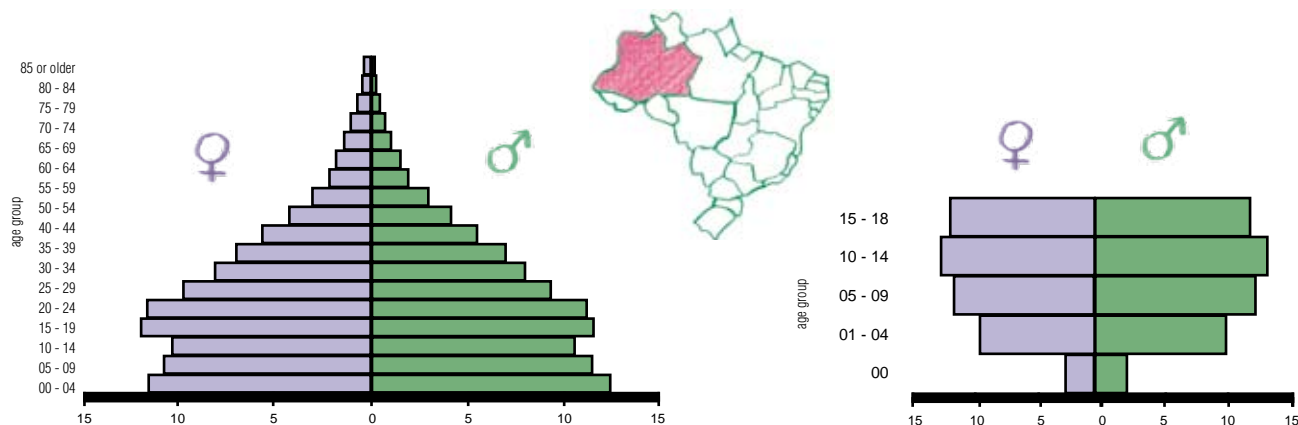 85 or older
80 - 84
75 - 79
70 - 74
65 - 69
60 - 64
55 - 59
50 - 54
40 - 44
35 - 39
30 - 34
25 - 29
20 - 24
15 - 19
10 - 14
05 - 09
00 - 04
age group
15 10 5 0 5 10 15
15 - 18
10 - 14
05 - 09
01 - 04
00
age group
15 10 5 0 5 10 15